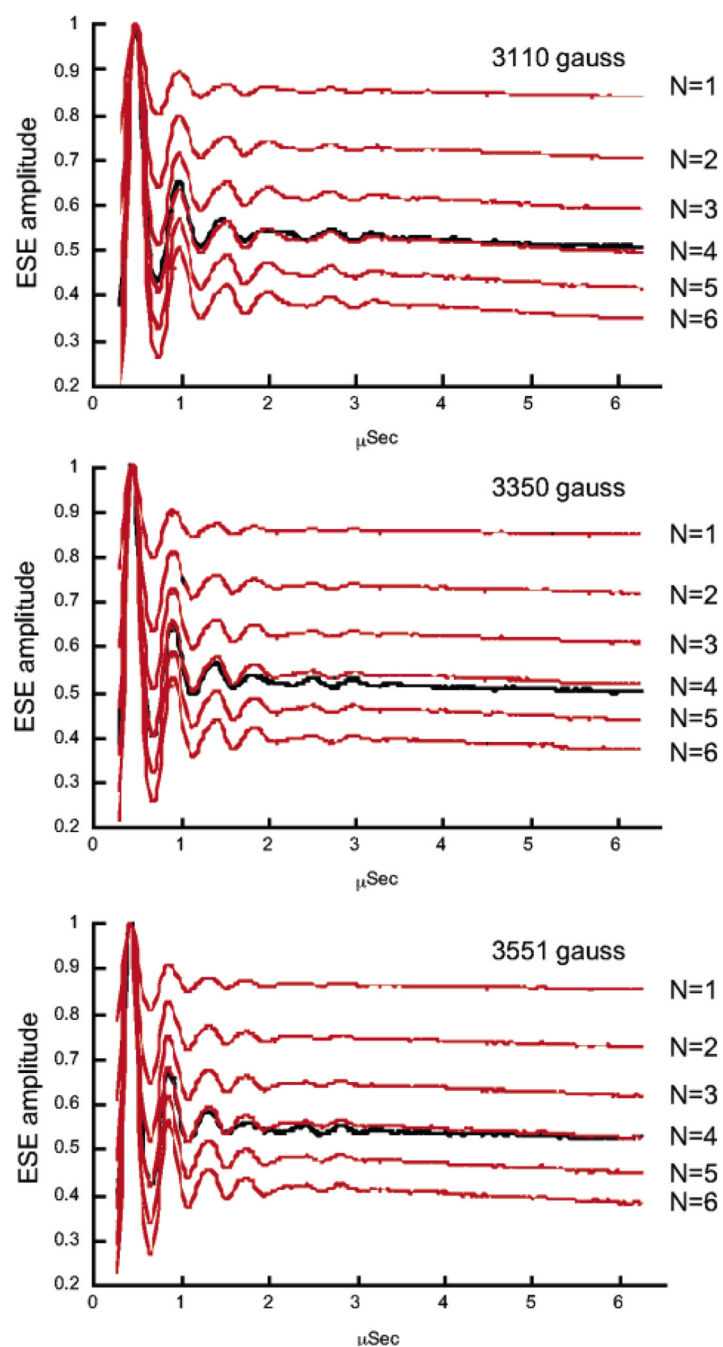 1
0.9
0.8
0.7
0.6
0.5
0.4
0.3
0.2
ESE amplitude
3110 gauss
N=1
N=2
N=3
N=4
N=5
N=6
0 1 2 3 4 5 6
μSec
1
0.9
0.8
0.7
0.6
0.5
0.4
0.3
0.2
ESE amplitude
3350 gauss
N=1
N=2
N=3
N=4
N=5
N=6
0 1 2 3 4 5 6
μSec
1
0.9
0.8
0.7
0.6
0.5
0.4
0.3
0.2
ESE amplitude
3551 gauss
N=1
N=2
N=3
N=4
N=5
N=6
0 1 2 3 4 5 6
μSec